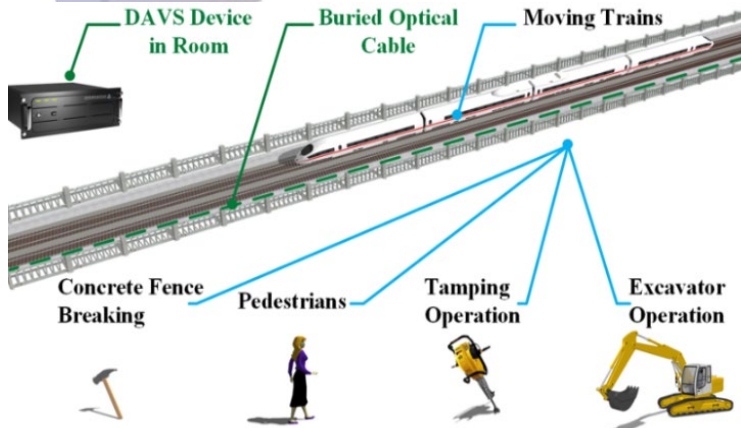 DAVS Device
in Room
Buried Optical
Cable
Moving Trains
Concrete Fence
Breaking
Pedestrians
Tamping
Operation
Excavator
Operation